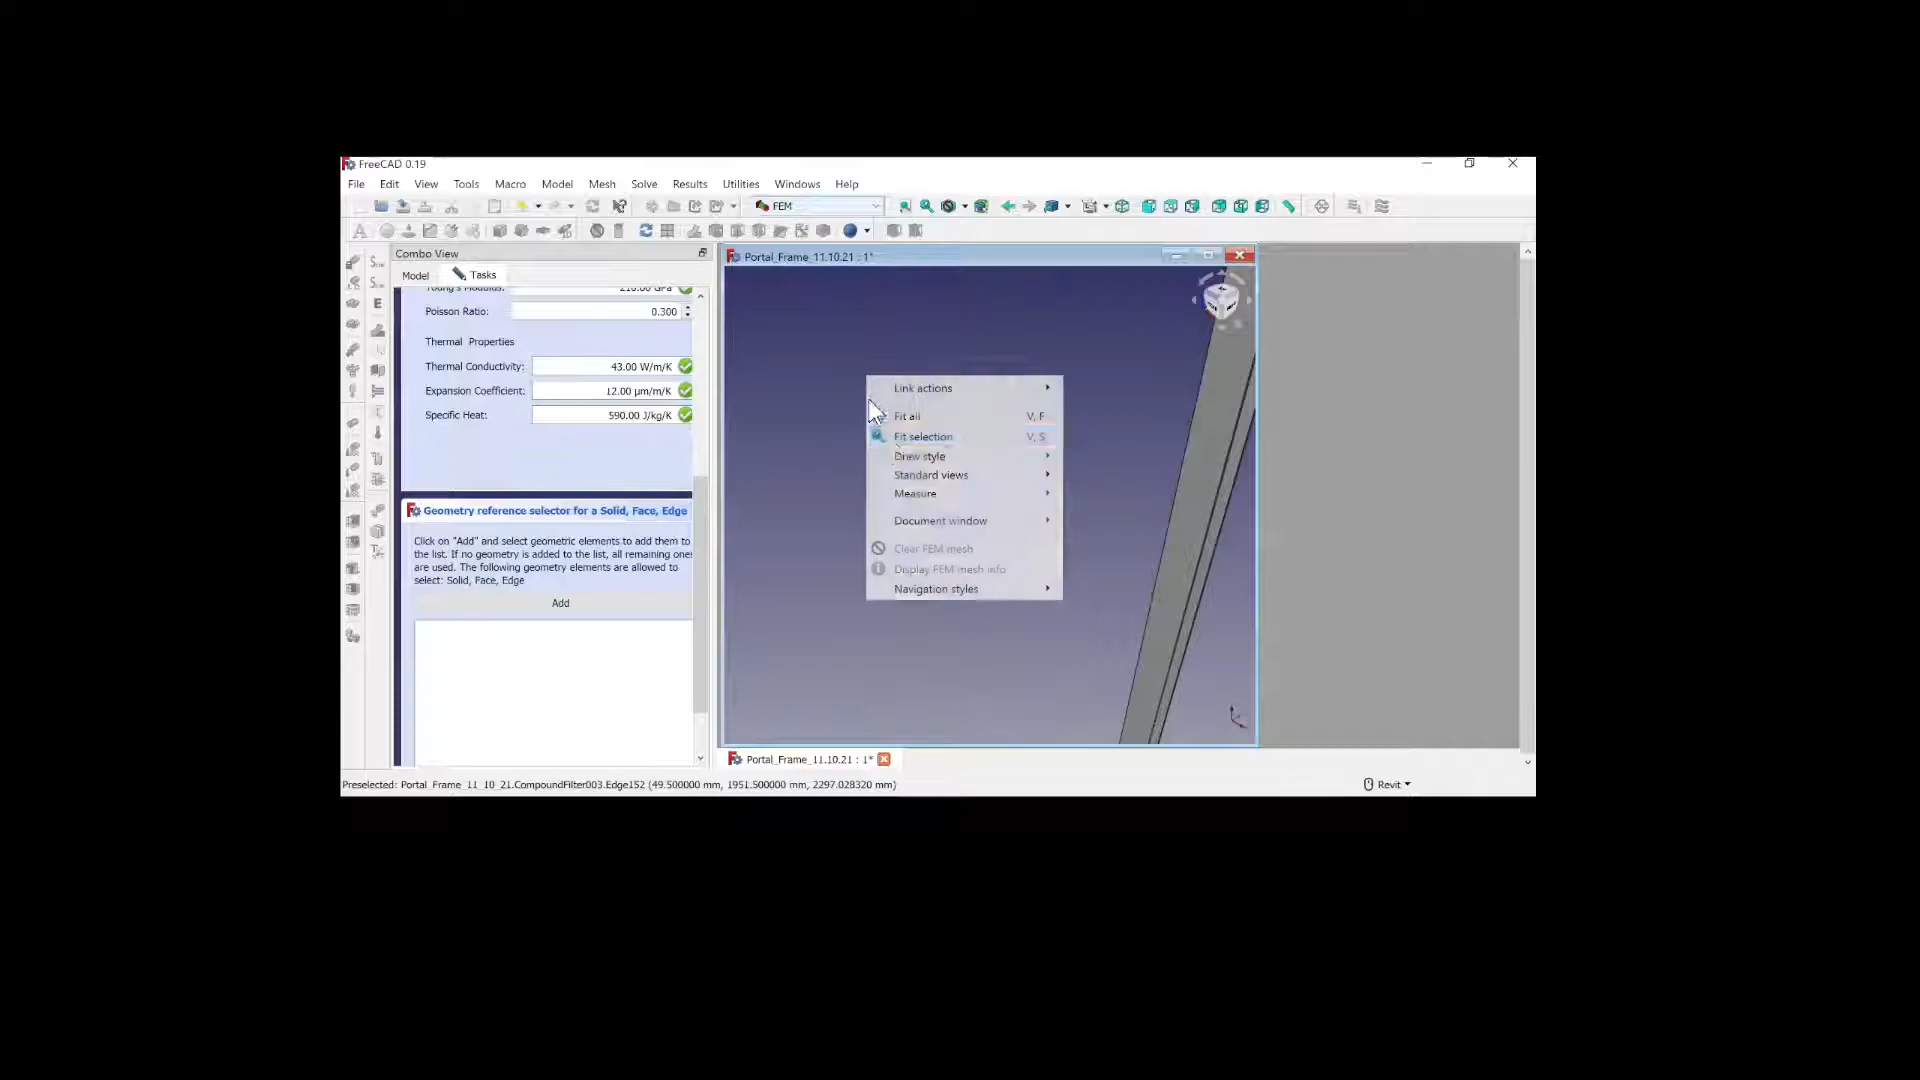 FreeCAD 0.19
File Edit View Tools Macro Model Mesh Solve Results Utilities Windows Help
FEM
Combo View
Model Tasks
Young's Modulus: 210.00 GPa
Poisson Ratio: 0.300
Thermal Properties
Thermal Conductivity: 43.00 W/m/K
Expansion Coefficient: 12.00 µm/m/K
Specific Heat: 590.00 J/kg/K
Geometry reference selector for a Solid, Face, Edge
Click on "Add" and select geometric elements to add them to
the list. If no geometry is added to the list, all remaining ones
are used. The following geometry elements are allowed to
select: Solid, Face, Edge
Add
Portal_Frame_11.10.21 : 1*
Link actions
Fit all V, F
Fit selection V, S
Draw style
Standard views
Measure
Document window
Clear FEM mesh
Display FEM mesh info
Navigation styles
Portal_Frame_11.10.21 : 1*
Preselected: Portal_Frame_11_10_21.CompoundFilter003.Edge152 (49.500000 mm, 1951.500000 mm, 2297.028320 mm)
Revit